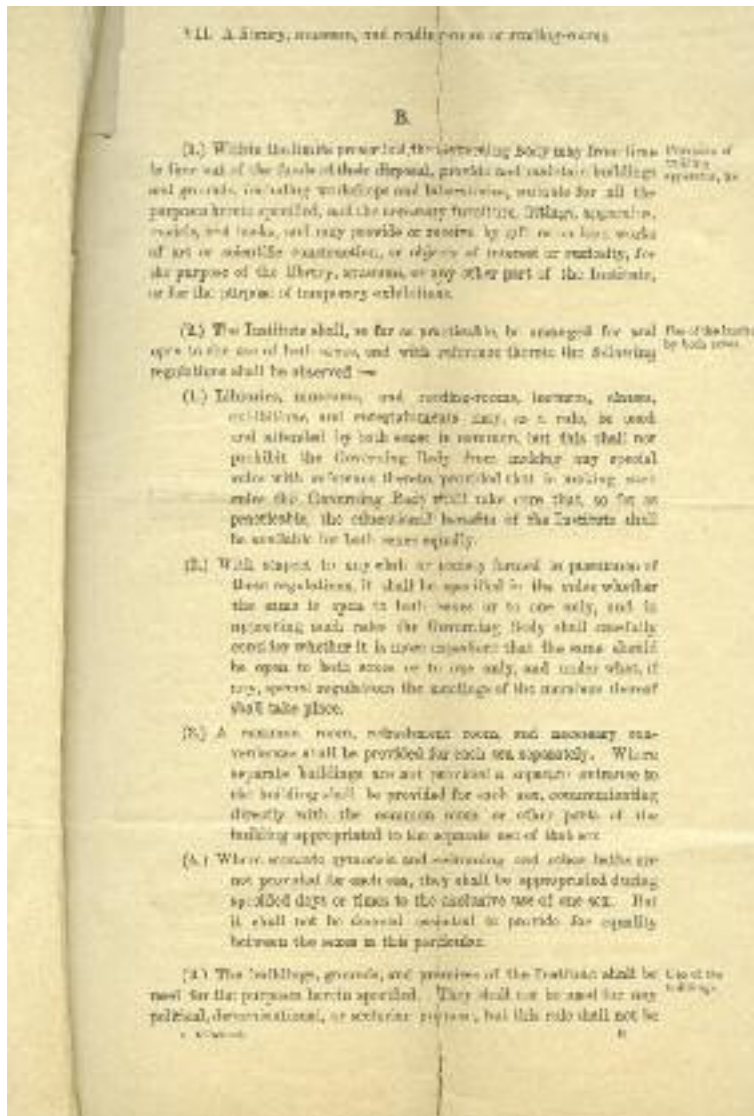 VII. A library, museum, and reading-room or reading-rooms
B.
(1.) Within the limits prescribed, the Governing Body may from time
to time out of the funds at their disposal, provide and maintain buildings
and grounds, including workshops and laboratories, suitable for all the
purposes herein specified, and the necessary furniture, fittings, apparatus,
models, and books, and may provide or receive by gift or on loan works
of art or scientific construction, or objects of interest or curiosity, for
the purpose of the library, museum, or any other part of the Institute,
or for the purpose of temporary exhibitions.
Provision of
building
apparatus, &c
(2.) The Institute shall, so far as practicable, be managed for and
open to the use of both sexes, and with reference thereto the following
regulations shall be observed
Use of the Institute
by both sexes
(1.) Libraries, museums, and reading-rooms, lectures, classes,
exhibitions, and entertainments may, as a rule, be used
and attended by both sexes in common, but this shall not
prohibit the Governing Body from making any special
rules with reference thereto, provided that in making such
rules the Governing Body shall take care that, so far as
practicable, the educational benefits of the Institute shall
be available for both sexes equally.
(2.) With respect to any club or society formed in pursuance of
these regulations, it shall be specified in the rules whether
the same is open to both sexes or to one only, and in
approving such rules the Governing Body shall carefully
consider whether it is more expedient that the same should
be open to both sexes or to one only, and under what, if
any, special regulations the meetings of the members thereof
shall take place.
(3.) A common room, refreshment room, and necessary con-
veniences shall be provided for each sex separately. Where
separate buildings are not provided a separate entrance to
the building shall be provided for each sex, communicating
directly with the common room or other parts of the
building appropriated to the separate use of that sex
(4.) Where separate gymnasia and swimming and other baths are
not provided for each sex, they shall be appropriated during
specified days or times to the exclusive use of one sex. But
it shall not be deemed essential to provide for equality
between the sexes in this particular.
(3.) The buildings, grounds, and premises of the Institute shall be
used for the purposes herein specified. They shall not be used for any
political, denominational, or sectarian purpose, but this rule shall not be
Use of the
buildings.